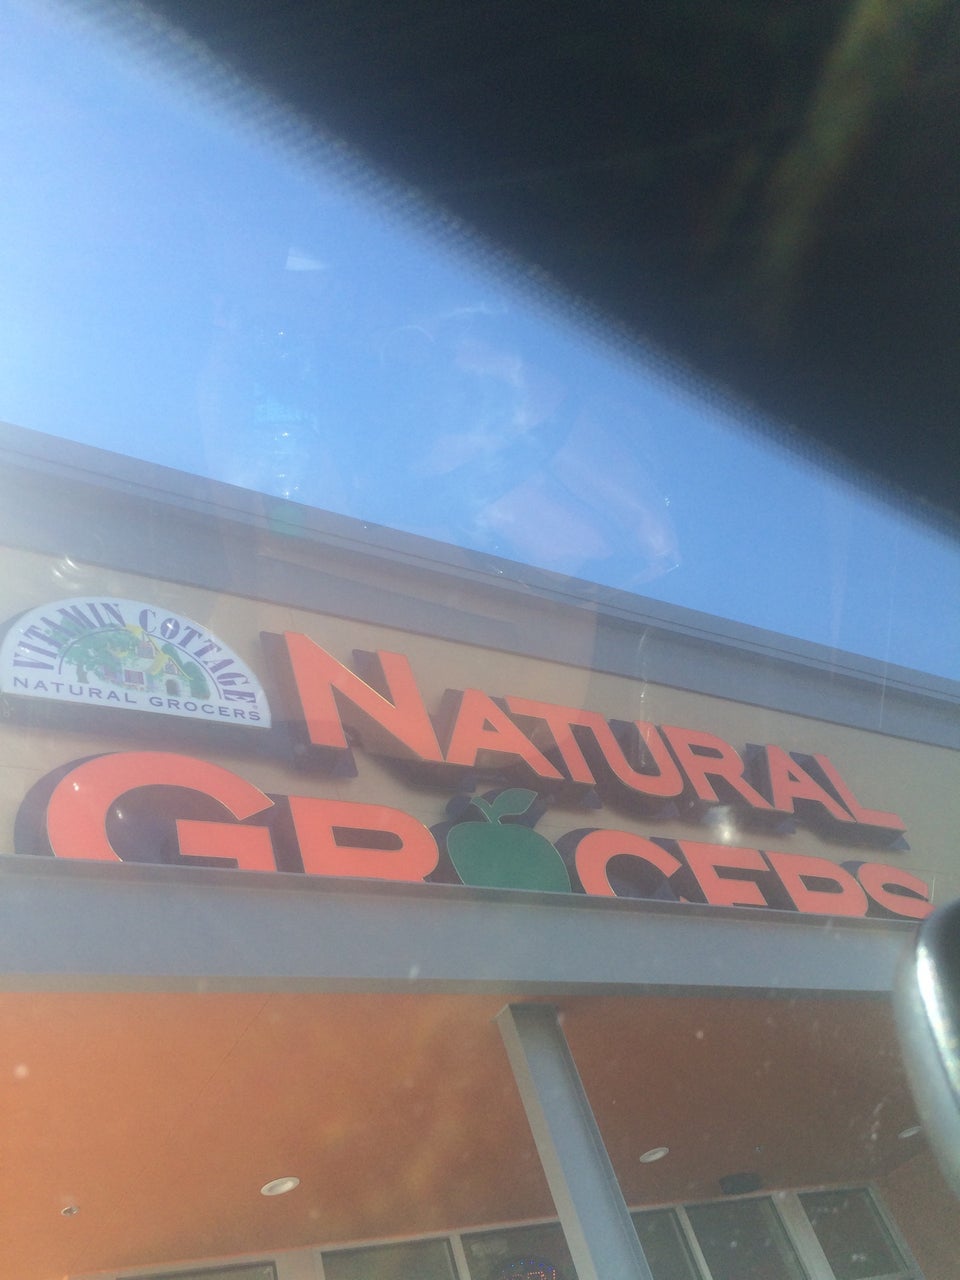 VITAMIN COTTAGE®
NATURAL GROCERS
NATURAL
GROCERS